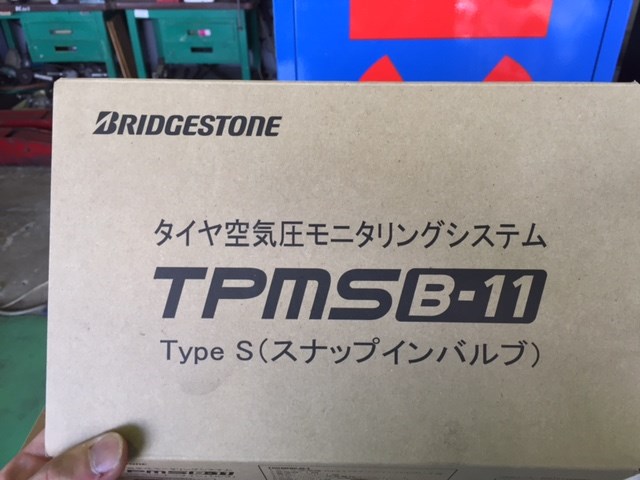 BRIDGESTONE
タイヤ空気圧モニタリングシステム
TPMS B-11
Type S(スナップインバルブ)
BRIDGESTONE